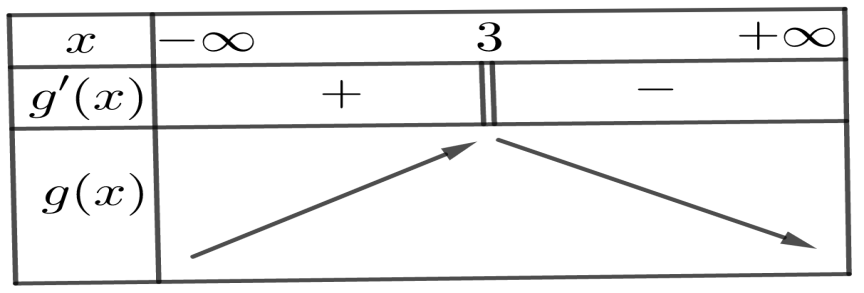 x −∞ 3 +∞
g′(x) + −
g(x)